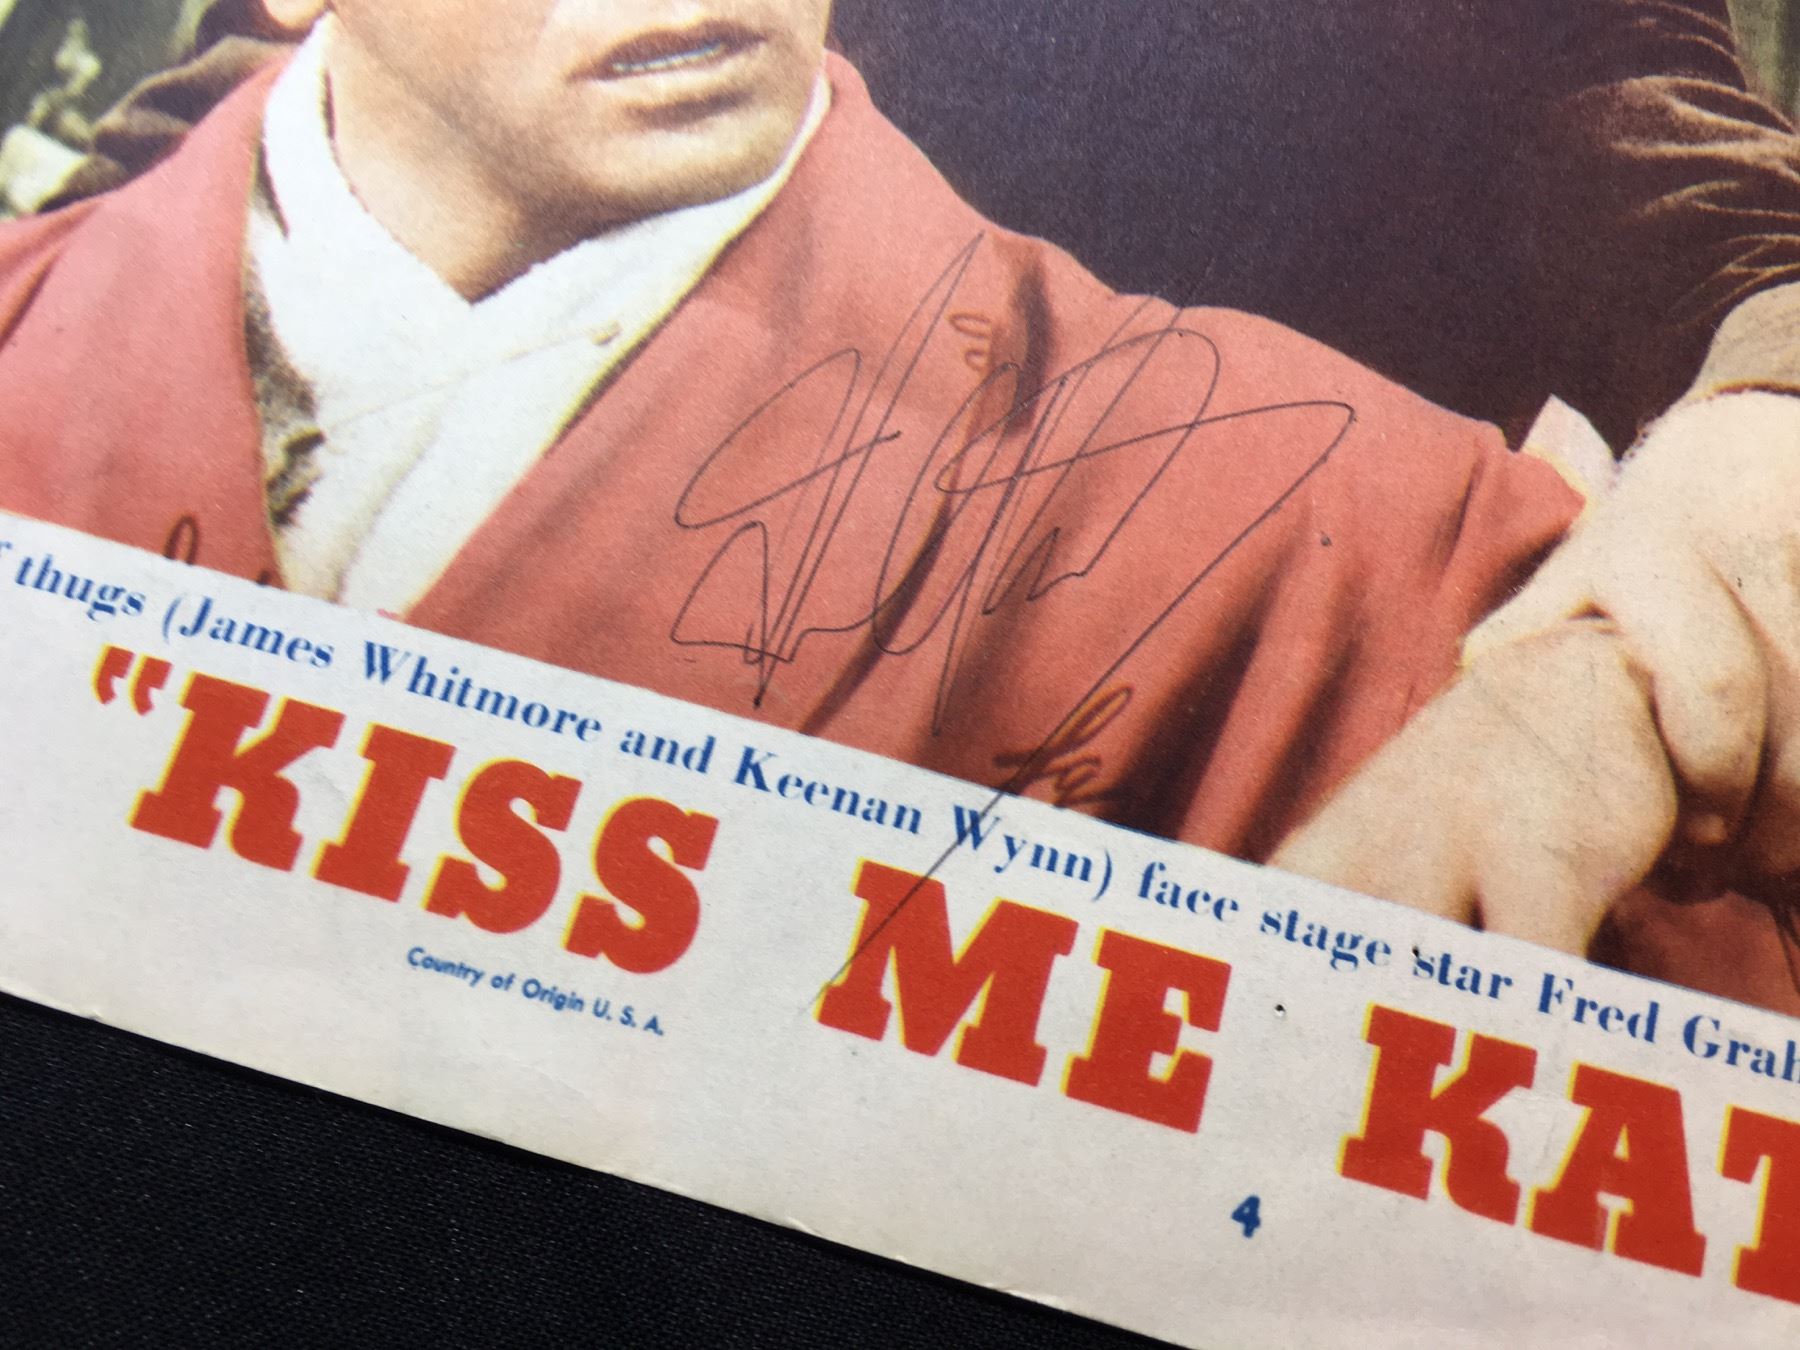 thugs (James Whitmore and Keenan Wynn) face stage star Fred Grah
"KISS ME KAT
Country of Origin U. S. A.
4